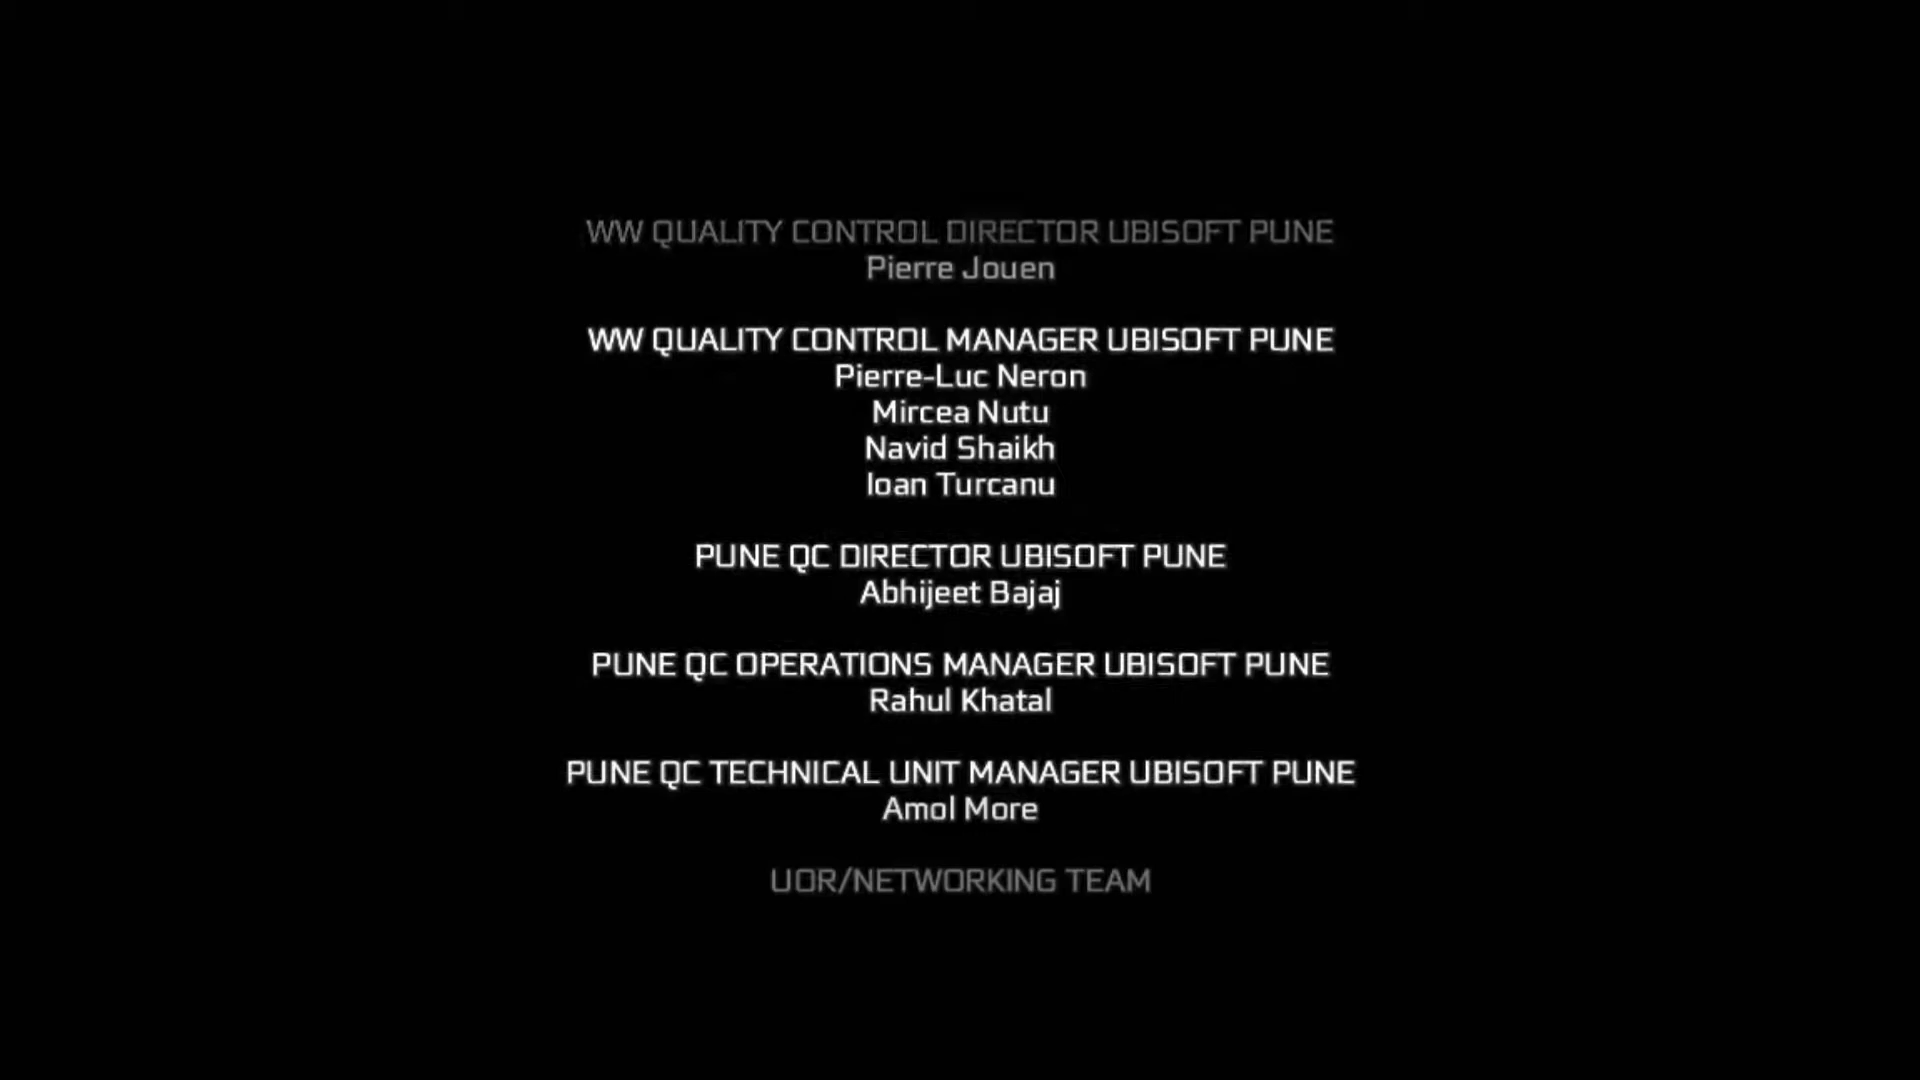 WW QUALITY CONTROL DIRECTOR UBISOFT PUNE
Pierre Jouen
WW QUALITY CONTROL MANAGER UBISOFT PUNE
Pierre-Luc Neron
Mircea Nutu
Navid Shaikh
Ioan Turcanu
PUNE QC DIRECTOR UBISOFT PUNE
Abhijeet Bajaj
PUNE QC OPERATIONS MANAGER UBISOFT PUNE
Rahul Khatal
PUNE QC TECHNICAL UNIT MANAGER UBISOFT PUNE
Amol More
UOR/NETWORKING TEAM